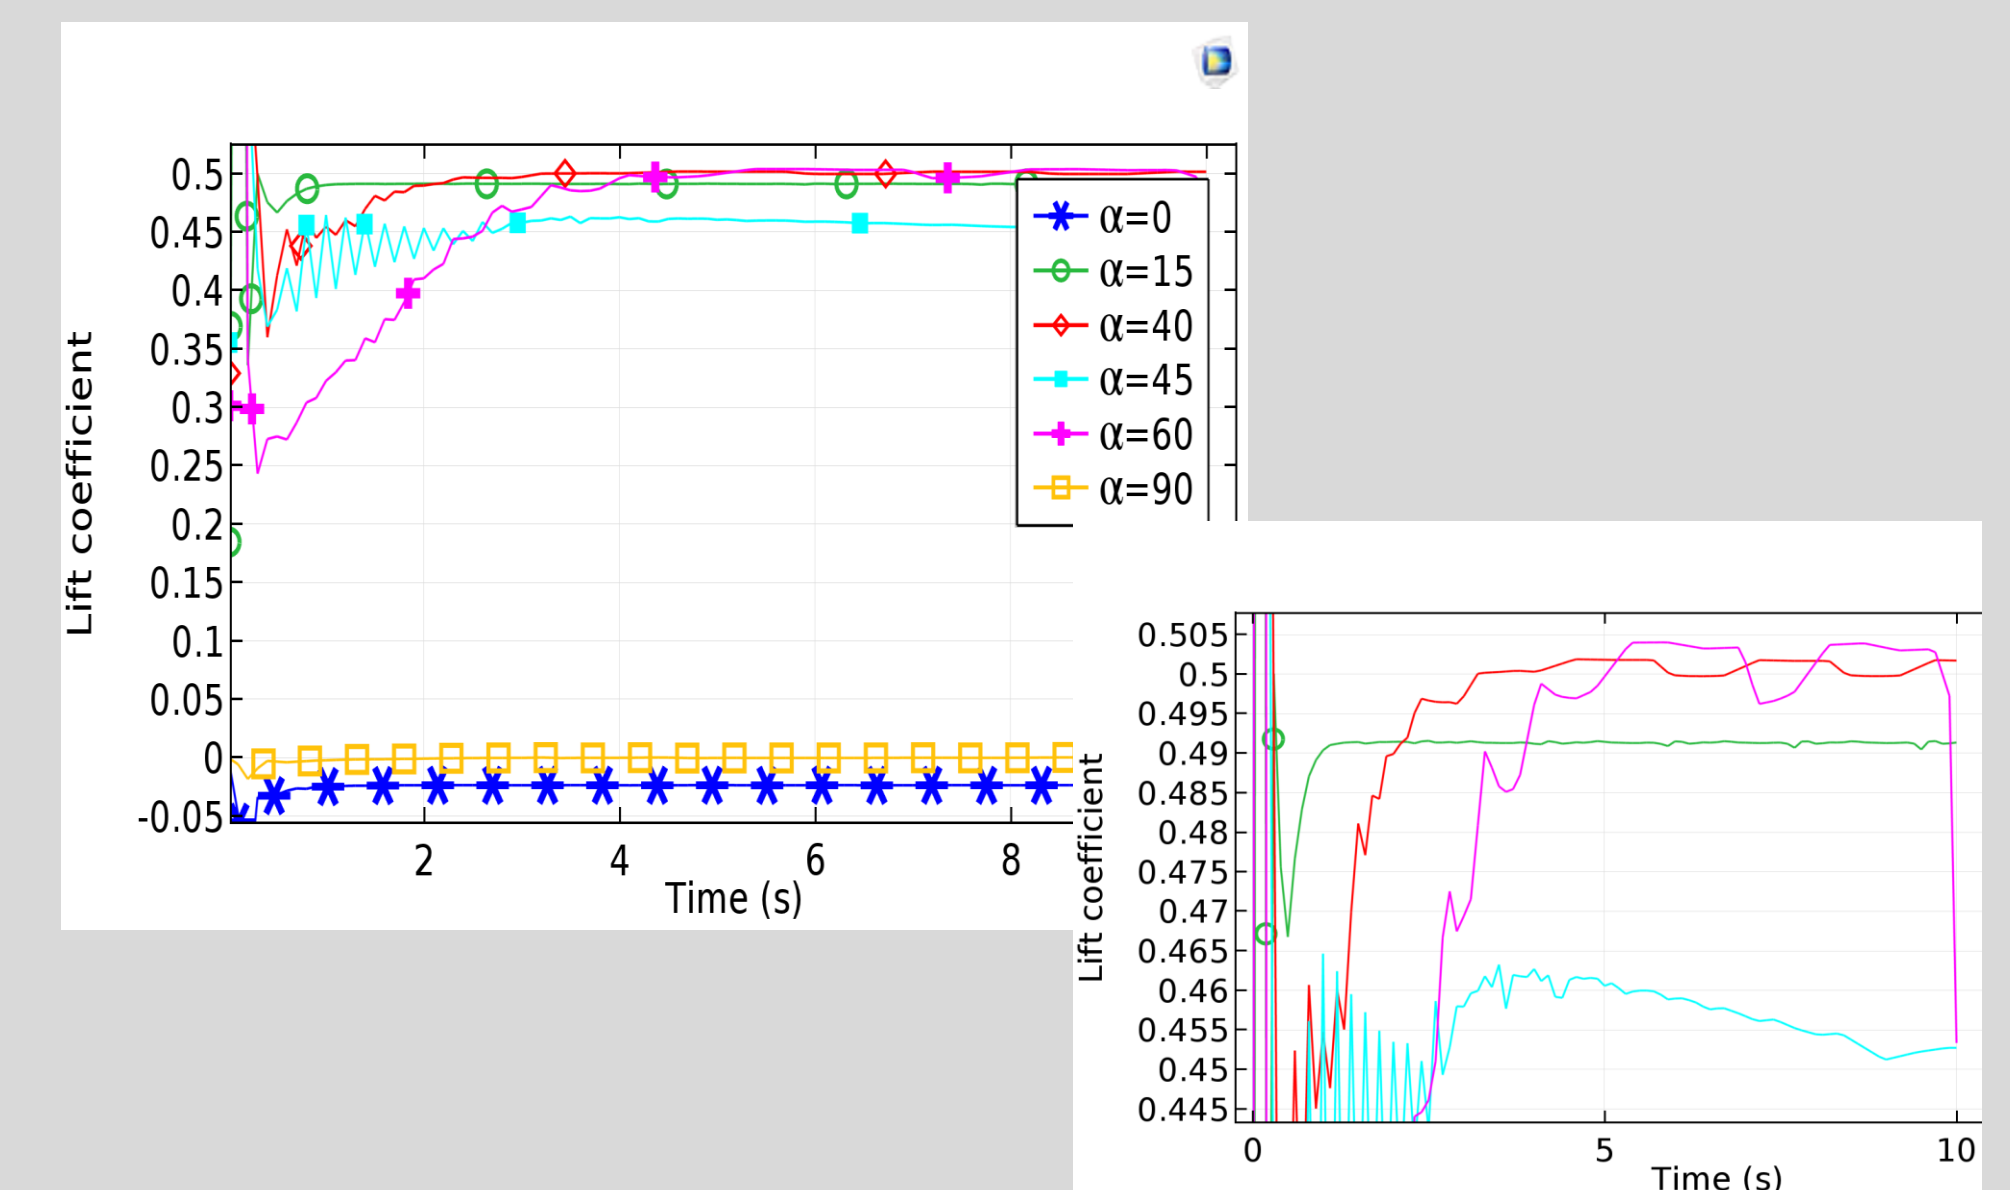 0.5
0.45
0.4
0.35
0.3
0.25
0.2
0.15
0.1
0.05
0
-0.05
Lift coefficient
2 4 6 8
Time (s)
α=0
α=15
α=40
α=45
α=60
α=90
0.505
0.5
0.495
0.49
0.485
0.48
0.475
0.47
0.465
0.46
0.455
0.45
0.445
Lift coefficient
0 5 10
Time (s)